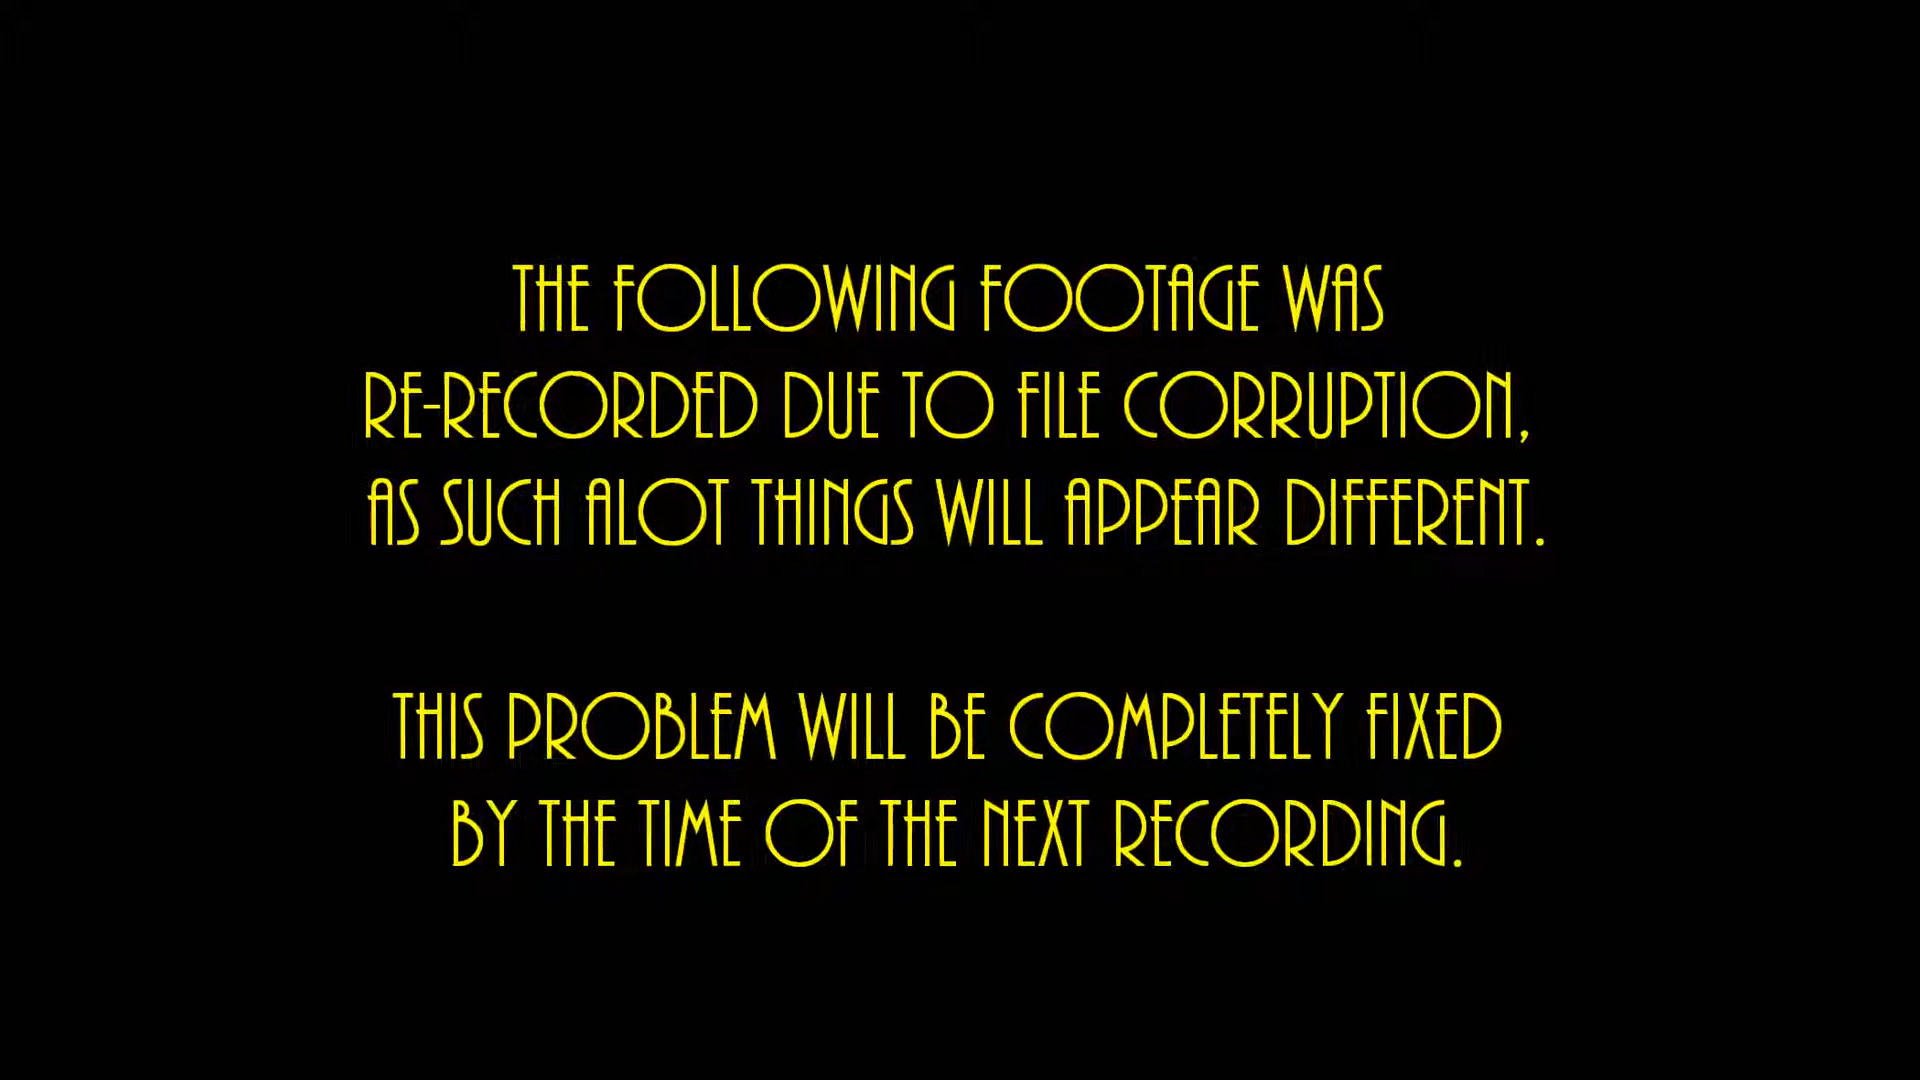 THE FOLLOWING FOOTAGE WAS
RE-RECORDED DUE TO FILE CORRUPTION,
AS SUCH ALOT THINGS WILL APPEAR DIFFERENT.
THIS PROBLEM WILL BE COMPLETELY FIXED
BY THE TIME OF THE NEXT RECORDING.